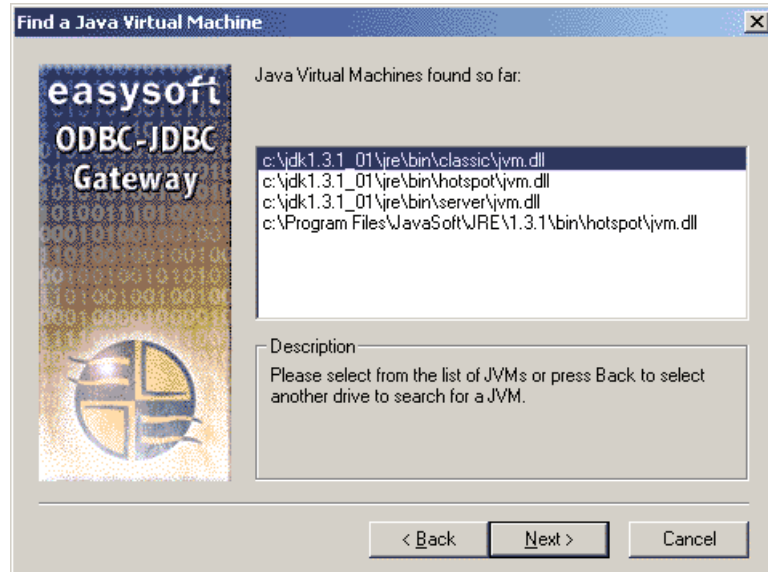 Find a Java Virtual Machine
easysoft
ODBC-JDBC
Gateway
Java Virtual Machines found so far:
c:\jdk1.3.1_01\jre\bin\classic\jvm.dll
c:\jdk1.3.1_01\jre\bin\hotspot\jvm.dll
c:\jdk1.3.1_01\jre\bin\server\jvm.dll
c:\Program Files\JavaSoft\JRE\1.3.1\bin\hotspot\jvm.dll
Description
Please select from the list of JVMs or press Back to select
another drive to search for a JVM.
< Back
Next >
Cancel